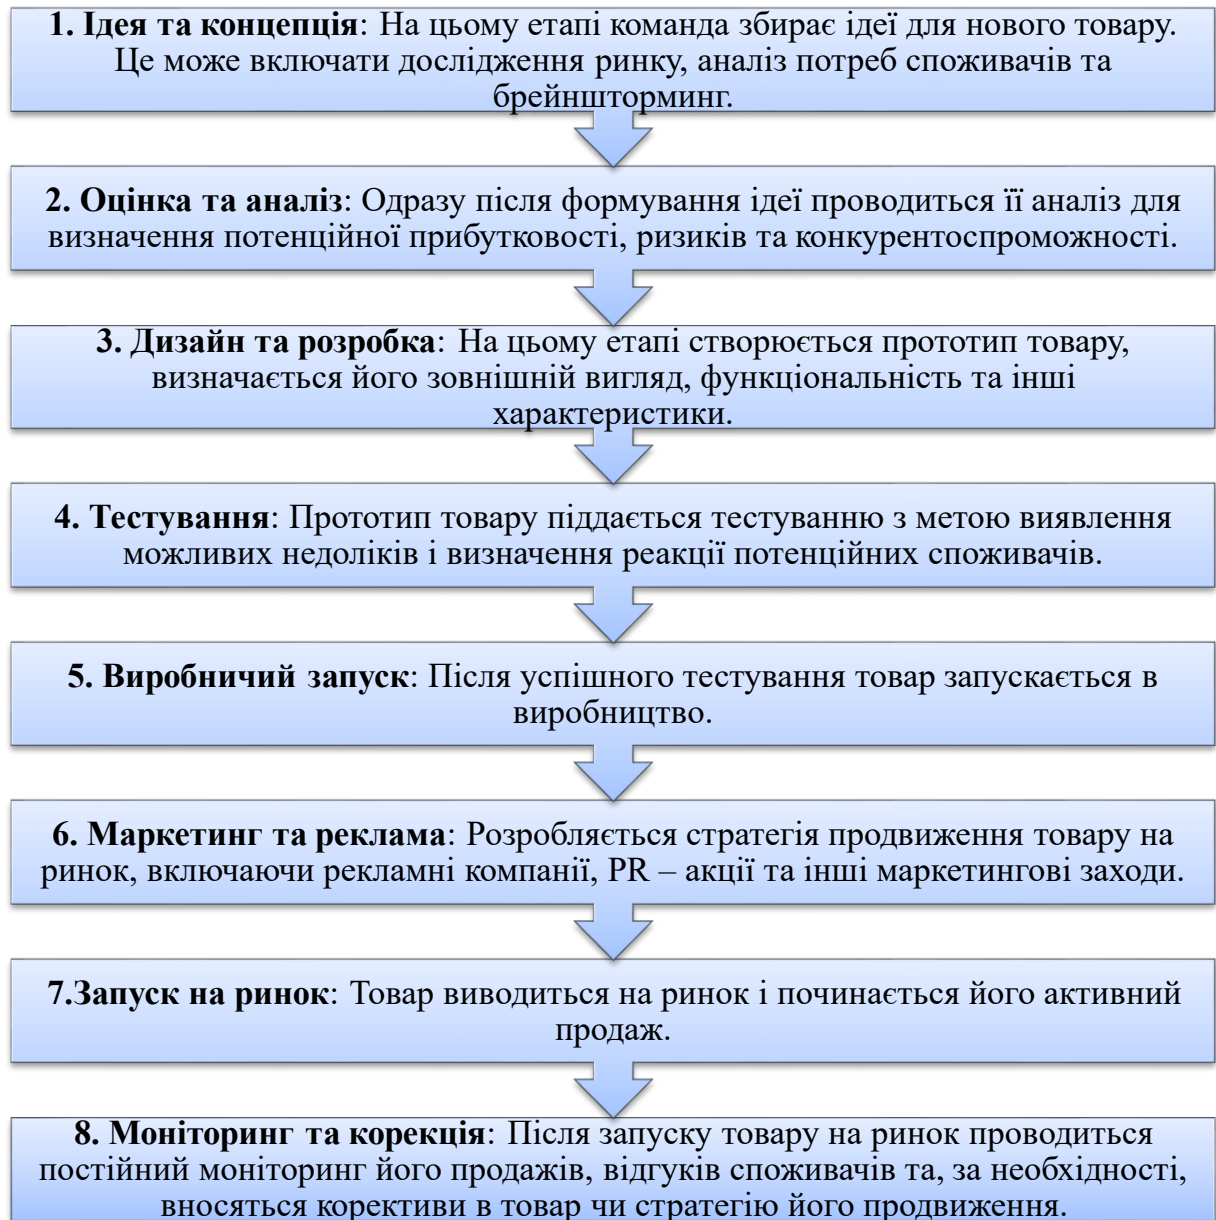 1. Ідея та концепція: На цьому етапі команда збирає ідеї для нового товару.
Це може включати дослідження ринку, аналіз потреб споживачів та
брейншторминг.
2. Оцінка та аналіз: Одразу після формування ідеї проводиться її аналіз для
визначення потенційної прибутковості, ризиків та конкурентоспроможності.
3. Дизайн та розробка: На цьому етапі створюється прототип товару,
визначається його зовнішній вигляд, функціональність та інші
характеристики.
4. Тестування: Прототип товару піддається тестуванню з метою виявлення
можливих недоліків і визначення реакції потенційних споживачів.
5. Виробничий запуск: Після успішного тестування товар запускається в
виробництво.
6. Маркетинг та реклама: Розробляється стратегія продвиження товару на
ринок, включаючи рекламні компанії, PR – акції та інші маркетингові заходи.
7.Запуск на ринок: Товар виводиться на ринок і починається його активний
продаж.
8. Моніторинг та корекція: Після запуску товару на ринок проводиться
постійний моніторинг його продажів, відгуків споживачів та, за необхідності,
вносяться корективи в товар чи стратегію його продвиження.